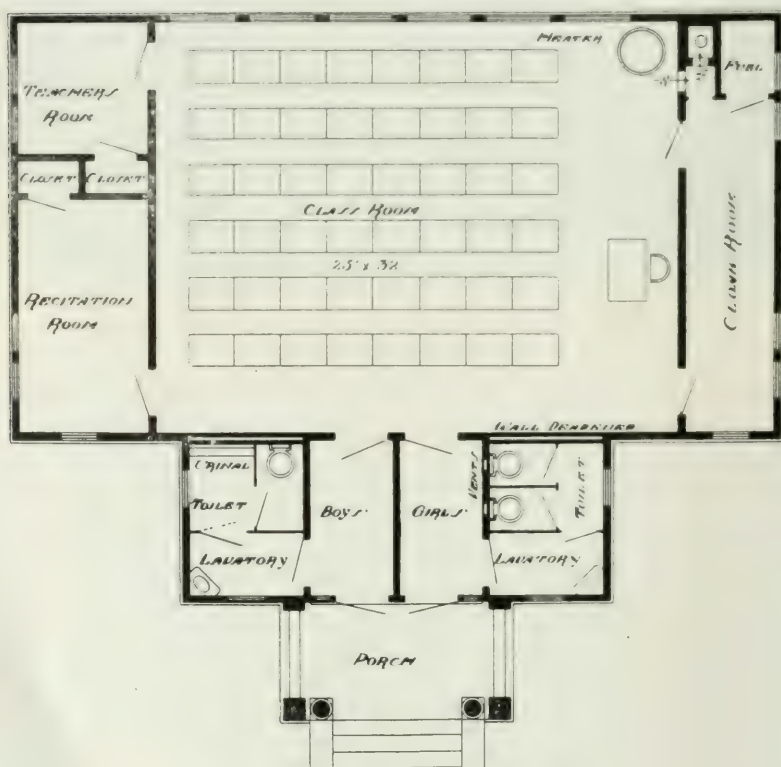 HEATER
FUEL
TEACHERS
ROOM
CLOSET CLOSET
CLASS ROOM
25' x 32
CLOAK ROOM
RECITATION
ROOM
WALL DEADENED
URINAL
VENTS
TOILET
TOILET
BOYS
GIRLS
LAVATORY
LAVATORY
PORCH